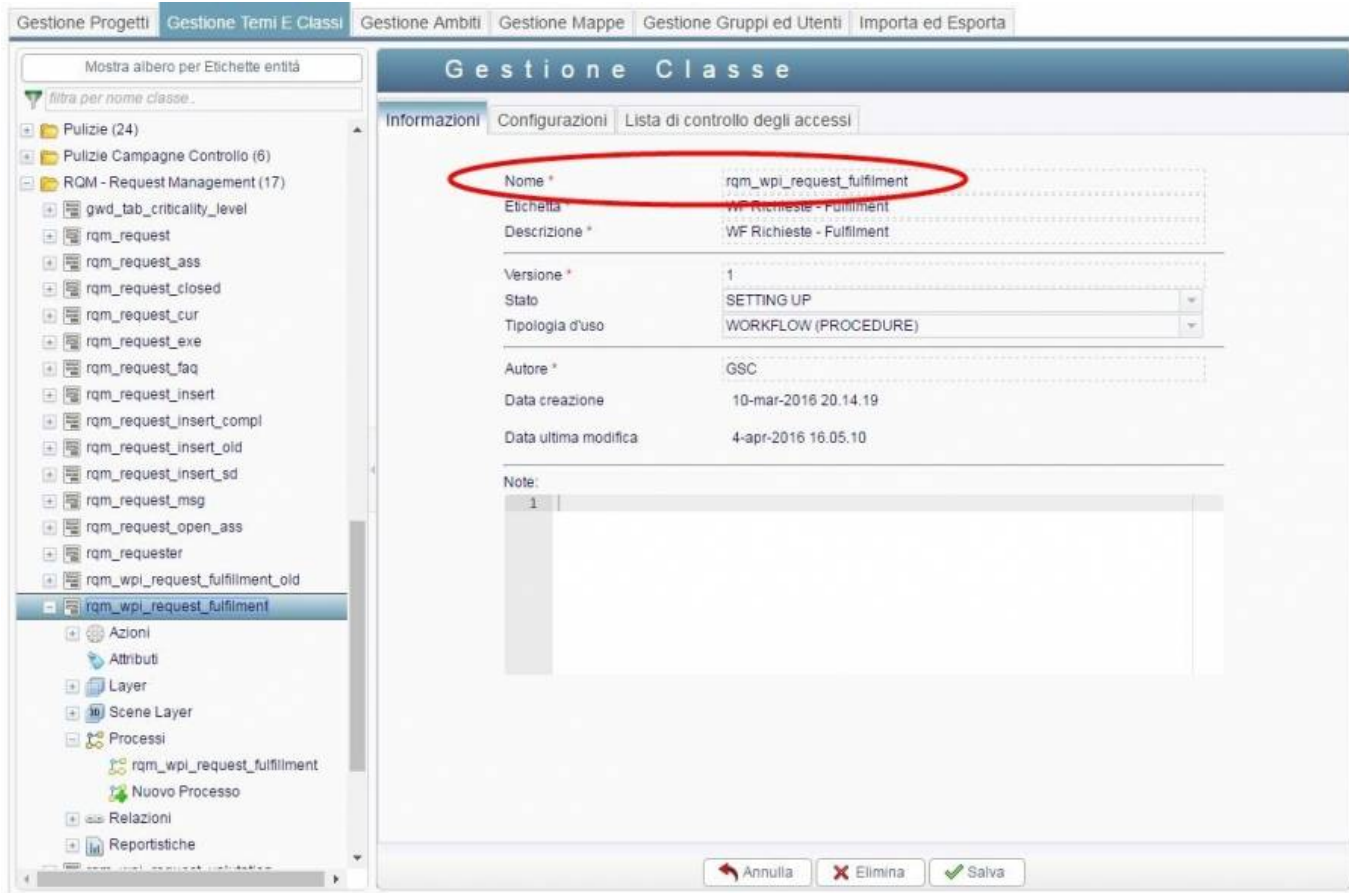 Gestione Progetti Gestione Temi E Classi Gestione Ambiti Gestione Mappe Gestione Gruppi ed Utenti Importa ed Esporta
Mostra albero per Etichette entità
filtra per nome classe..
Pulizie (24)
Pulizie Campagne Controllo (6)
RQM - Request Management (17)
gwd_tab_criticality_level
rqm_request
rqm_request_ass
rqm_request_closed
rqm_request_cur
rqm_request_exe
rqm_request_faq
rqm_request_insert
rqm_request_insert_compl
rqm_request_insert_old
rqm_request_insert_sd
rqm_request_msg
rqm_request_open_ass
rqm_requester
rqm_wpi_request_fulfillment_old
rqm_wpi_request_fulfilment
Azioni
Attributi
Layer
Scene Layer
Processi
rqm_wpi_request_fulfillment
Nuovo Processo
Relazioni
Reportistiche
Gestione Classe
Informazioni Configurazioni Lista di controllo degli accessi
Nome * rqm_wpi_request_fulfilment
Etichetta WF Richieste - Fulfilment
Descrizione * WF Richieste - Fulfilment
Versione * 1
Stato SETTING UP
Tipologia d'uso WORKFLOW (PROCEDURE)
Autore * GSC
Data creazione 10-mar-2016 20.14.19
Data ultima modifica 4-apr-2016 16.05.10
Note:
1
Annulla Elimina Salva